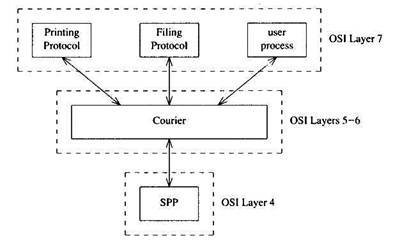 Printing
Protocol
Filing
Protocol
user
process
OSI Layer 7
Courier
OSI Layers 5-6
SPP
OSI Layer 4